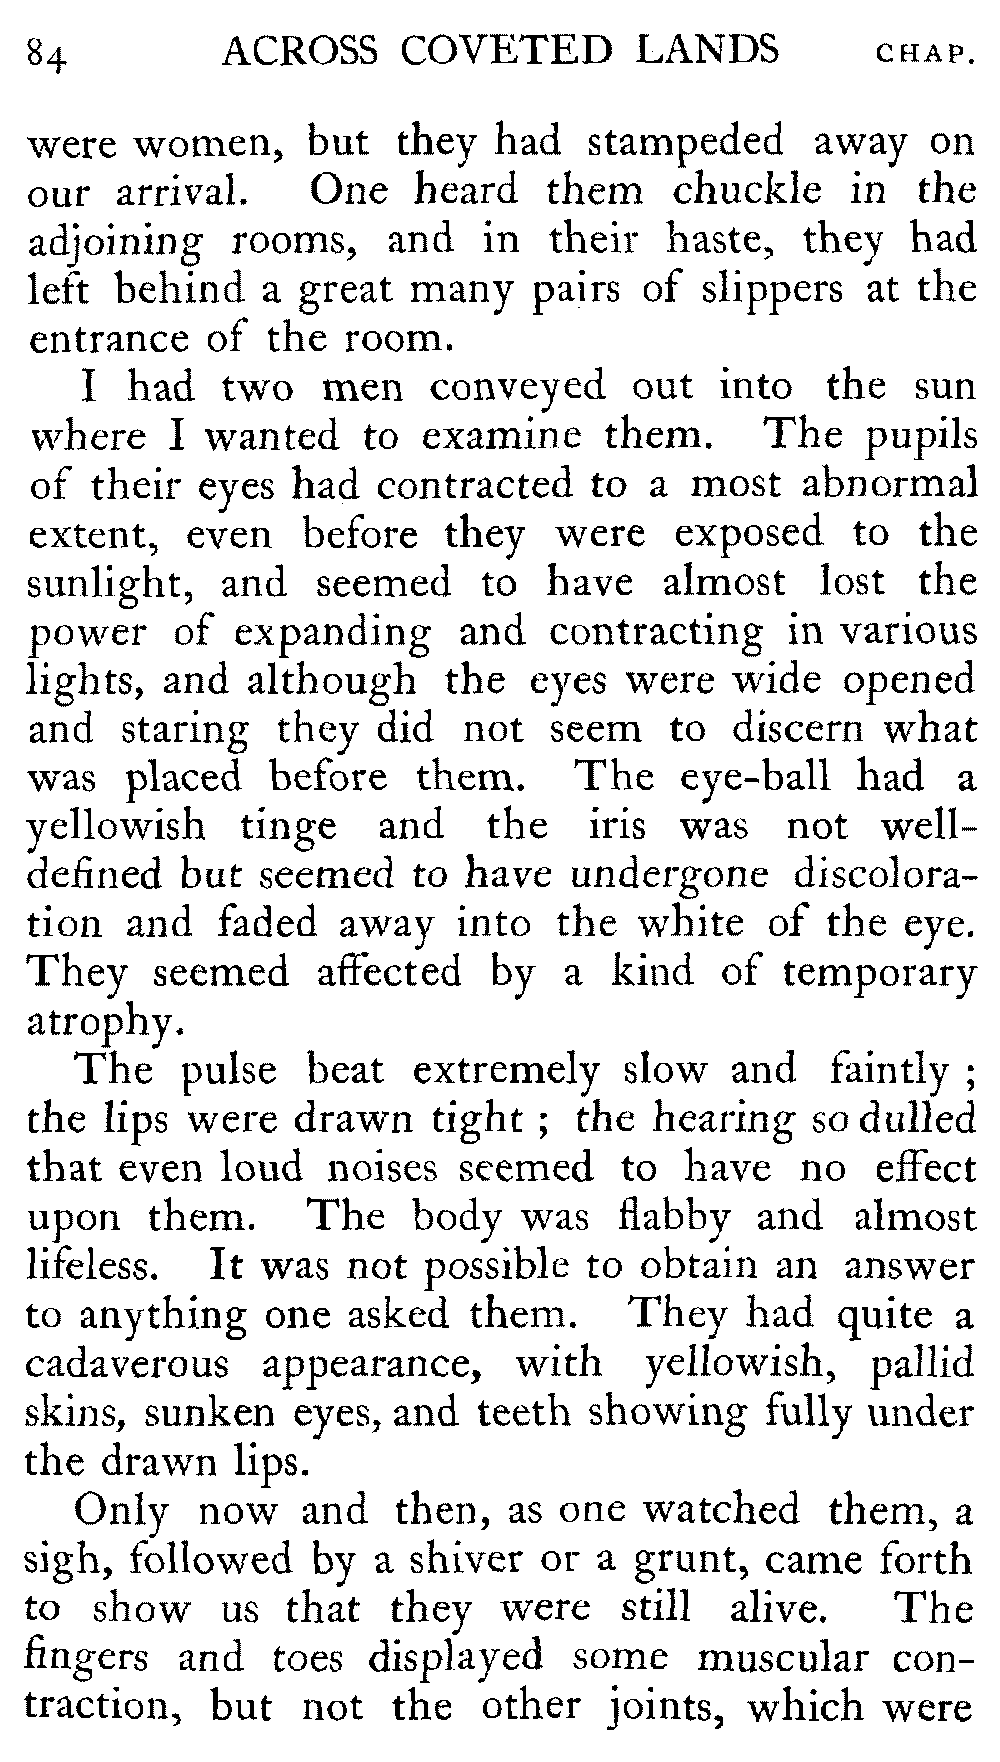 84 ACROSS COVETED LANDS CHAP.
were women, but they had stampeded away on
our arrival. One heard them chuckle in the
adjoining rooms, and in their haste, they had
left behind a great many pairs of slippers at the
entrance of the room.
I had two men conveyed out into the sun
where I wanted to examine them. The pupils
of their eyes had contracted to a most abnormal
extent, even before they were exposed to the
sunlight, and seemed to have almost lost the
power of expanding and contracting in various
lights, and although the eyes were wide opened
and staring they did not seem to discern what
was placed before them. The eye-ball had a
yellowish tinge and the iris was not well-
defined but seemed to have undergone discolora-
tion and faded away into the white of the eye.
They seemed affected by a kind of temporary
atrophy.
The pulse beat extremely slow and faintly ;
the lips were drawn tight ; the hearing so dulled
that even loud noises seemed to have no effect
upon them. The body was flabby and almost
lifeless. It was not possible to obtain an answer
to anything one asked them. They had quite a
cadaverous appearance, with yellowish, pallid
skins, sunken eyes, and teeth showing fully under
the drawn lips.
Only now and then, as one watched them, a
sigh, followed by a shiver or a grunt, came forth
to show us that they were still alive. The
fingers and toes displayed some muscular con-
traction, but not the other joints, which were